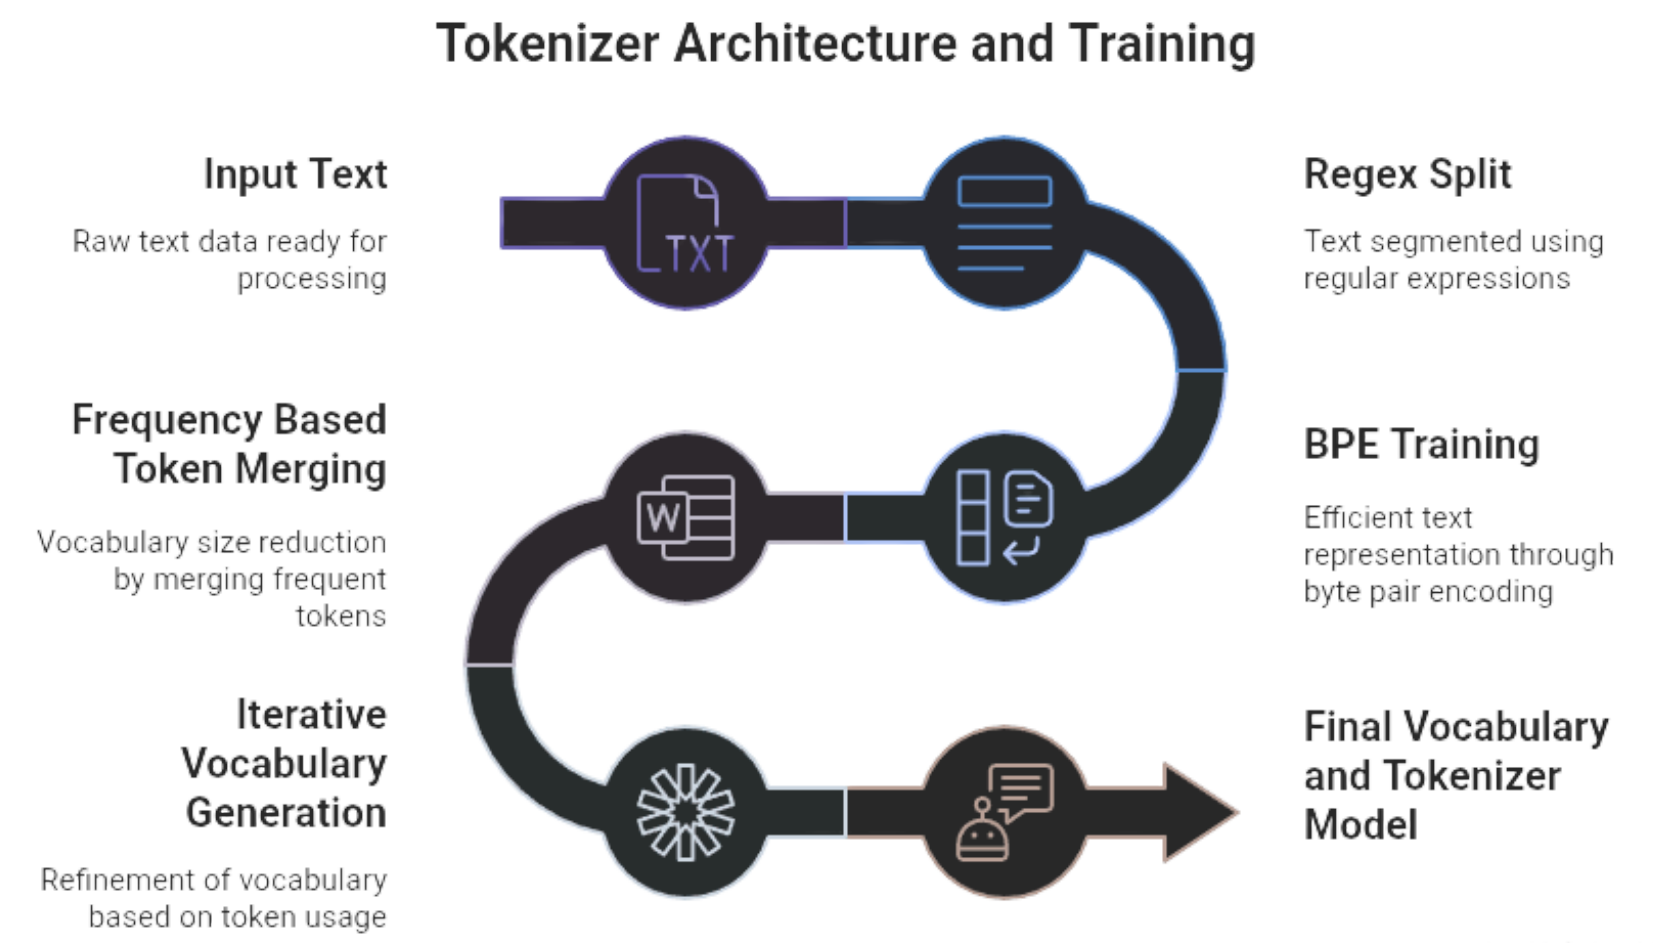 Tokenizer Architecture and Training
Input Text
Raw text data ready for
processing
TXT
Regex Split
Text segmented using
regular expressions
Frequency Based
Token Merging
Vocabulary size reduction
by merging frequent
tokens
W
BPE Training
Efficient text
representation through
byte pair encoding
Iterative
Vocabulary
Generation
Refinement of vocabulary
based on token usage
Final Vocabulary
and Tokenizer
Model